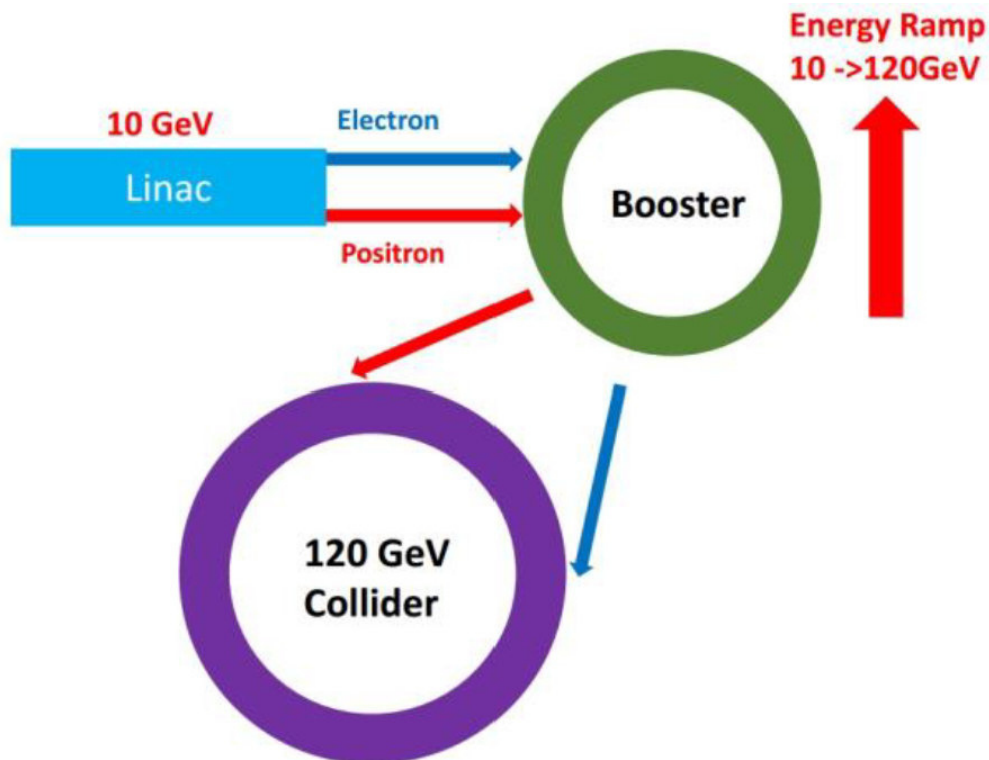 Energy Ramp
10 ->120GeV
10 GeV
Electron
Linac
Booster
Positron
120 GeV
Collider